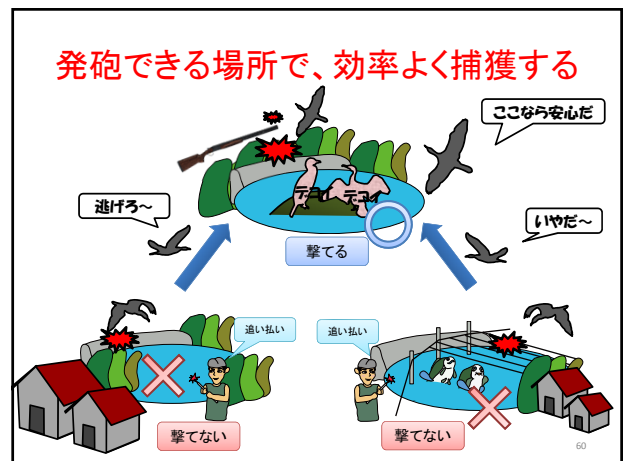 発砲できる場所で、効率よく捕獲する
ここなら安心だ
デコイ
デコイ
逃げろ～
いやだ～
撃てる
追い払い
追い払い
撃てない
撃てない
60